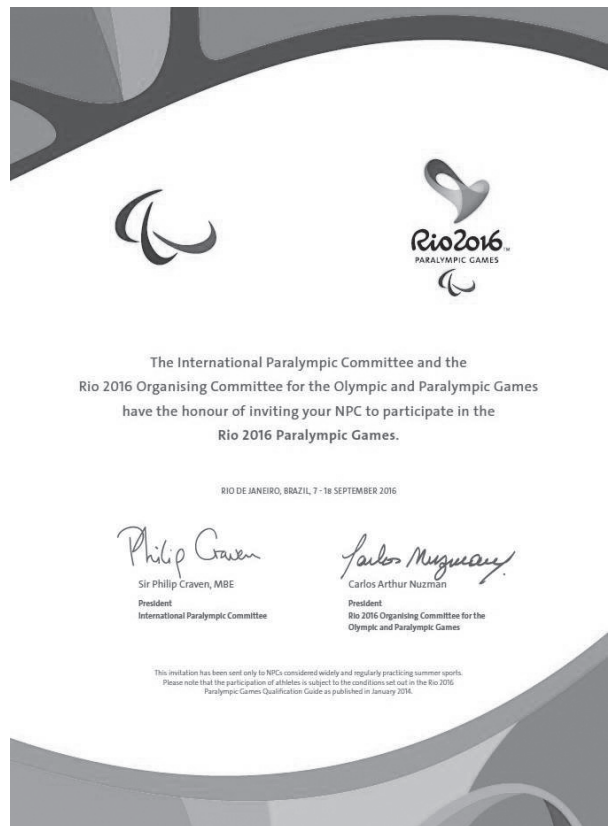 Rio2016™
PARALYMPIC GAMES
The International Paralympic Committee and the
Rio 2016 Organising Committee for the Olympic and Paralympic Games
have the honour of inviting your NPC to participate in the
Rio 2016 Paralympic Games.
RIO DE JANEIRO, BRAZIL, 7 - 18 SEPTEMBER 2016
Philip Craven
Sir Philip Craven, MBE
President
International Paralympic Committee
Carlos Nuzman
Carlos Arthur Nuzman
President
Rio 2016 Organising Committee for the
Olympic and Paralympic Games
This invitation has been sent only to NPCs considered widely and regularly practicing summer sports.
Please note that the participation of athletes is subject to the conditions set out in the Rio 2016
Paralympic Games Qualification Guide as published in January 2014.